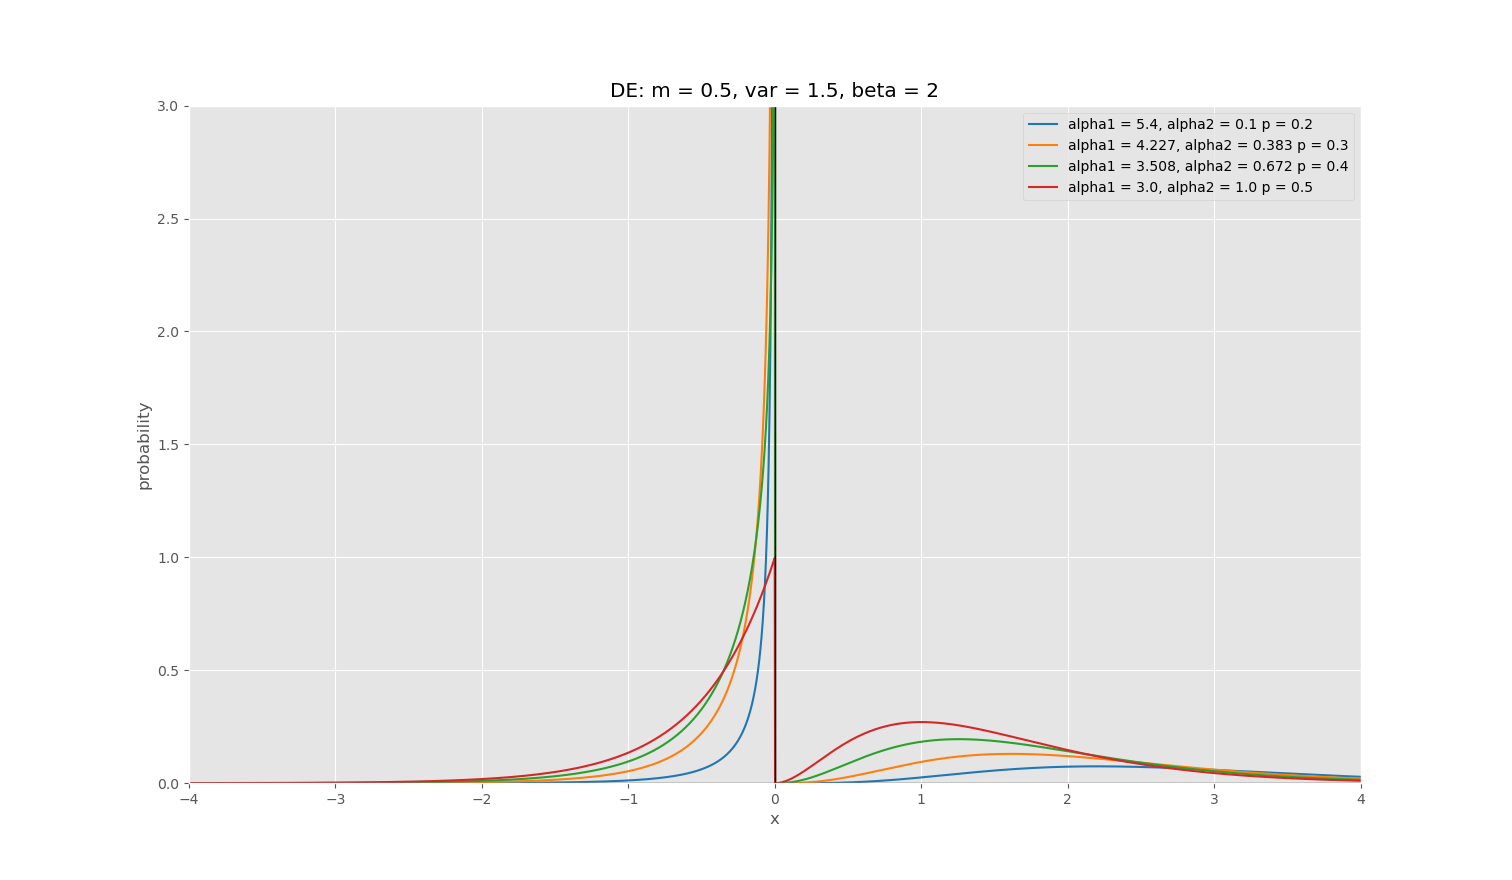 DE: m = 0.5, var = 1.5, beta = 2
3.0
2.5
2.0
1.5
1.0
0.5
0.0
probability
alpha1 = 5.4, alpha2 = 0.1 p = 0.2
alpha1 = 4.227, alpha2 = 0.383 p = 0.3
alpha1 = 3.508, alpha2 = 0.672 p = 0.4
alpha1 = 3.0, alpha2 = 1.0 p = 0.5
−4 −3 −2 −1 0 1 2 3 4
x